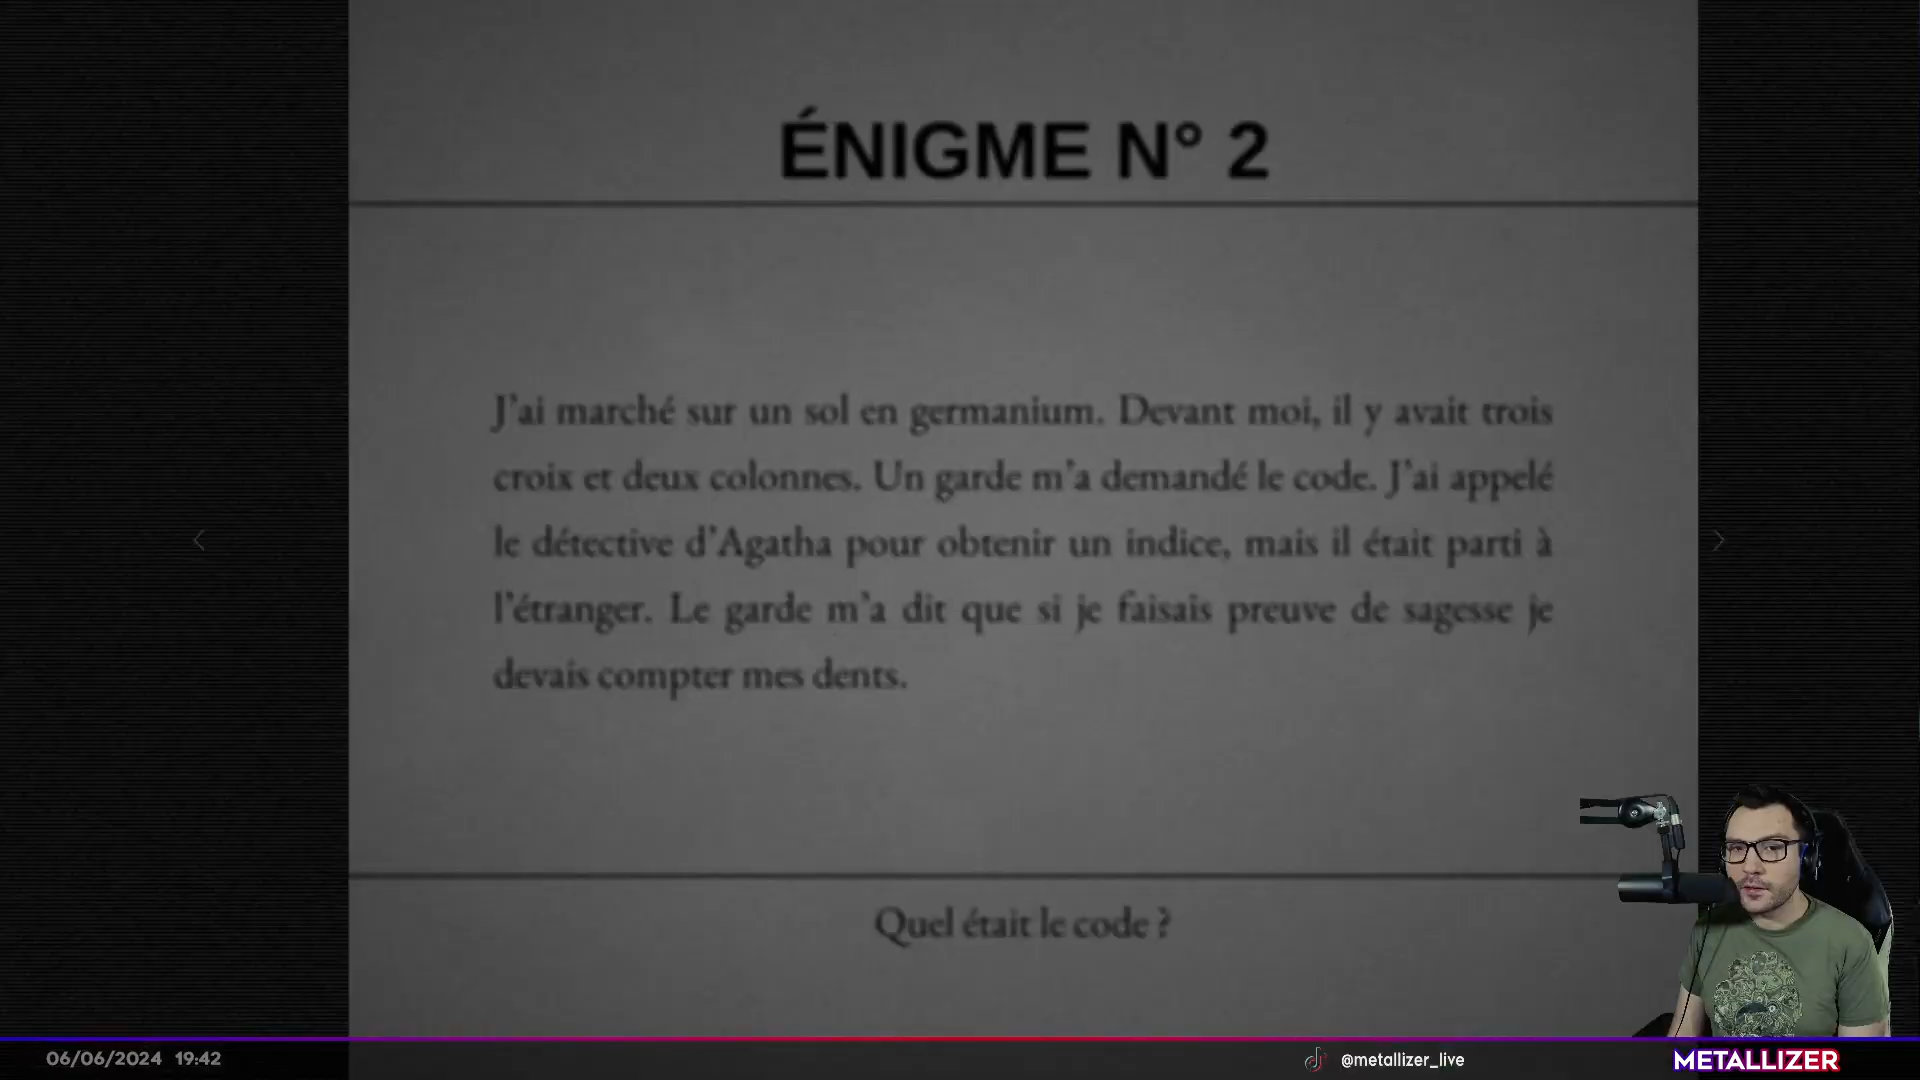 ÉNIGME N° 2
J'ai marché sur un sol en germanium. Devant moi, il y avait trois
croix et deux colonnes. Un garde m'a demandé le code. J'ai appelé
le détective d'Agatha pour obtenir un indice, mais il était parti à
l'étranger. Le garde m'a dit que si je faisais preuve de sagesse je
devais compter mes dents.
Quel était le code ?
06/06/2024 19:42
@metallizer_live
METALLIZER